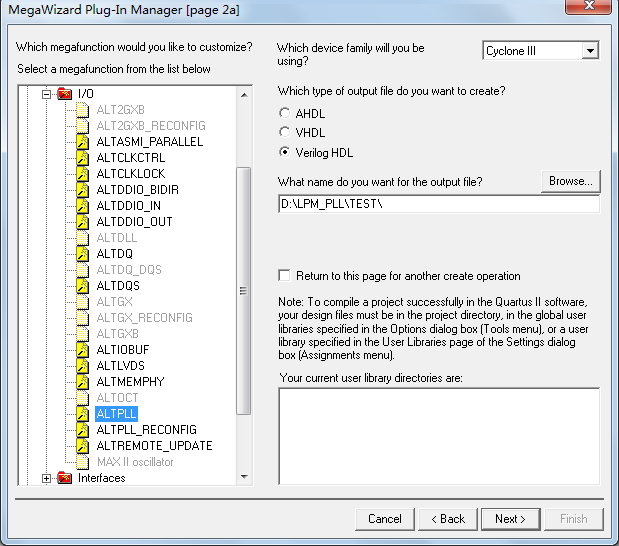 MegaWizard Plug-In Manager [page 2a]
Which megafunction would you like to customize?
Select a megafunction from the list below
I/O
ALT2GXB
ALT2GXB_RECONFIG
ALTASMI_PARALLEL
ALTCLKCTRL
ALTCLKLOCK
ALTDDIO_BIDIR
ALTDDIO_IN
ALTDDIO_OUT
ALTDLL
ALTDQ
ALTDQ_DQS
ALTDQS
ALTGX
ALTGX_RECONFIG
ALTGXB
ALTIOBUF
ALTLVDS
ALTMEMPHY
ALTOCT
ALTPLL
ALTPLL_RECONFIG
ALTREMOTE_UPDATE
MAX II oscillator
Interfaces
Which device family will you be
using?
Cyclone III
Which type of output file do you want to create?
AHDL
VHDL
Verilog HDL
What name do you want for the output file?
Browse...
D:\LPM_PLL\TEST\
Return to this page for another create operation
Note: To compile a project successfully in the Quartus II software,
your design files must be in the project directory, in the global user
libraries specified in the Options dialog box (Tools menu), or a user
library specified in the User Libraries page of the Settings dialog
box (Assignments menu).
Your current user library directories are:
Cancel
< Back
Next >
Finish